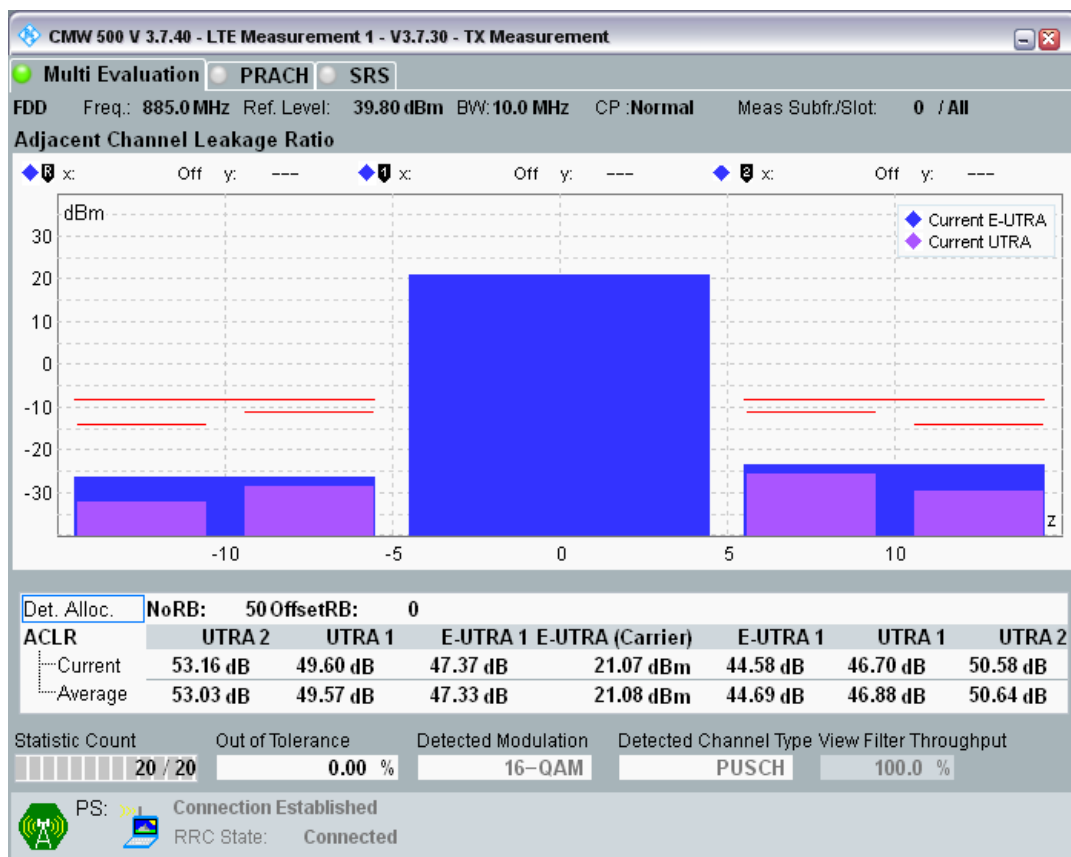 CMW 500 V 3.7.40 - LTE Measurement 1 - V3.7.30 - TX Measurement
Multi Evaluation PRACH SRS
FDD Freq.: 885.0 MHz Ref. Level: 39.80 dBm BW: 10.0 MHz CP :Normal Meas Subfr./Slot: 0 / All
Adjacent Channel Leakage Ratio
R x: Off y: --- 1 x: Off y: --- 2 x: Off y: ---
dBm
Current E-UTRA
Current UTRA
30
20
10
0
-10
-20
-30
z
-10 -5 0 5 10
Det. Alloc. NoRB: 50 OffsetRB: 0
ACLR UTRA 2 UTRA 1 E-UTRA 1 E-UTRA (Carrier) E-UTRA 1 UTRA 1 UTRA 2
Current 53.16 dB 49.60 dB 47.37 dB 21.07 dBm 44.58 dB 46.70 dB 50.58 dB
Average 53.03 dB 49.57 dB 47.33 dB 21.08 dBm 44.69 dB 46.88 dB 50.64 dB
Statistic Count Out of Tolerance Detected Modulation Detected Channel Type View Filter Throughput
20 / 20 0.00 % 16-QAM PUSCH 100.0 %
PS: Connection Established
RRC State: Connected